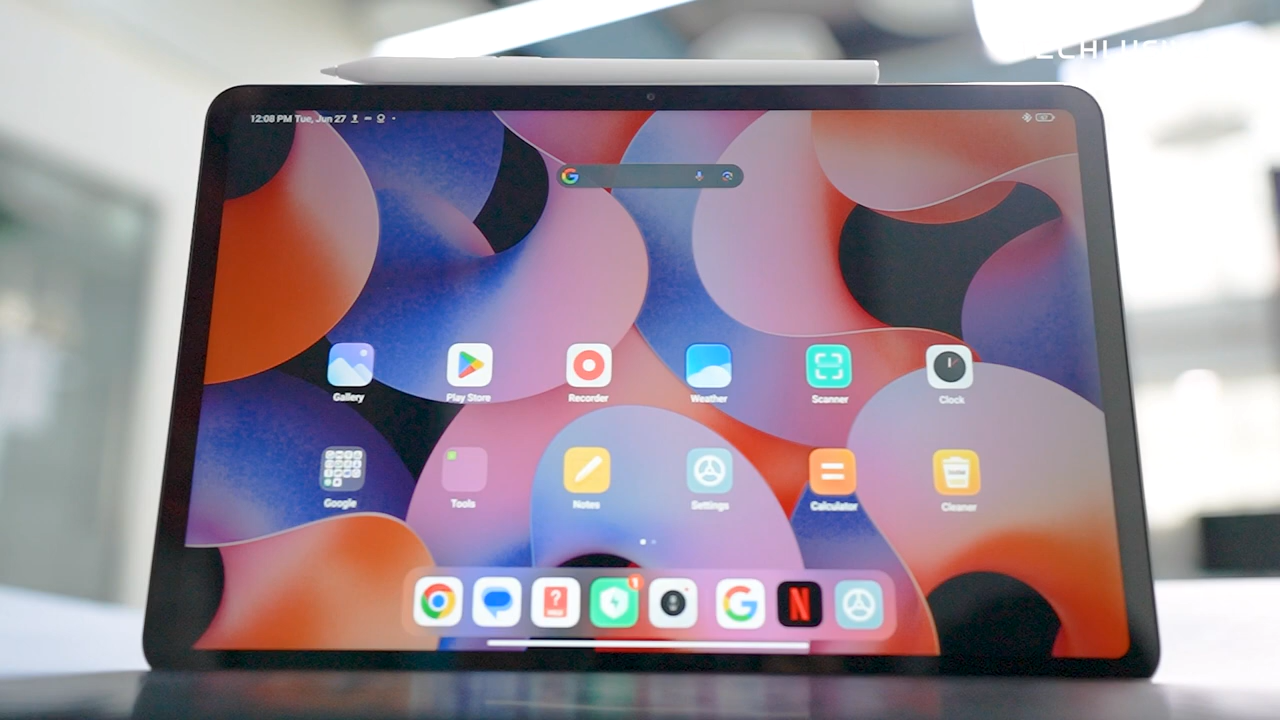 12:08 PM Tue, Jun 27
Gallery
Play Store
Recorder
Weather
Scanner
Clock
Google
Tools
Notes
Settings
Calculator
Cleaner
1